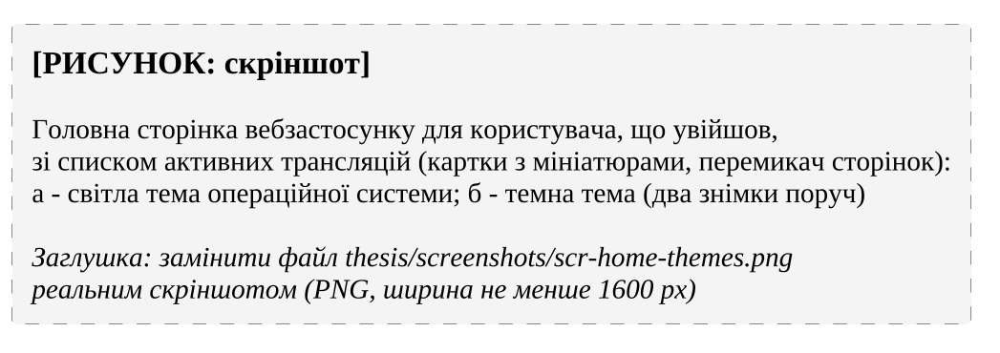 [РИСУНОК: скріншот]
Головна сторінка вебзастосунку для користувача, що увійшов,
зі списком активних трансляцій (картки з мініатюрами, перемикач сторінок):
а - світла тема операційної системи; б - темна тема (два знімки поруч)
Заглушка: замінити файл thesis/screenshots/scr-home-themes.png
реальним скріншотом (PNG, ширина не менше 1600 px)